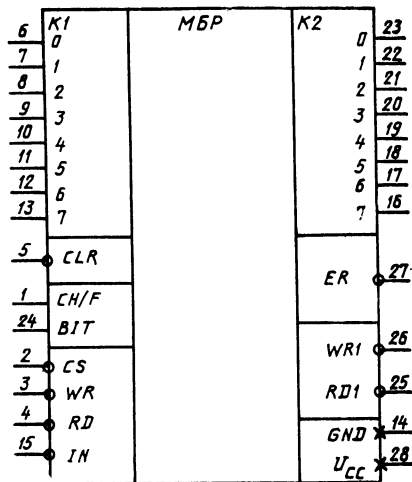 К1 МБР К2
6 0 0 23
7 1 1 22
8 2 2 21
9 3 3 20
10 4 4 19
11 5 5 18
12 6 6 17
13 7 7 16
5 CLR
ER 27
1 CH/F
24 BIT
WR1 26
2 CS
3 WR RD1 25
4 RD GND 14
15 IN UCC 28